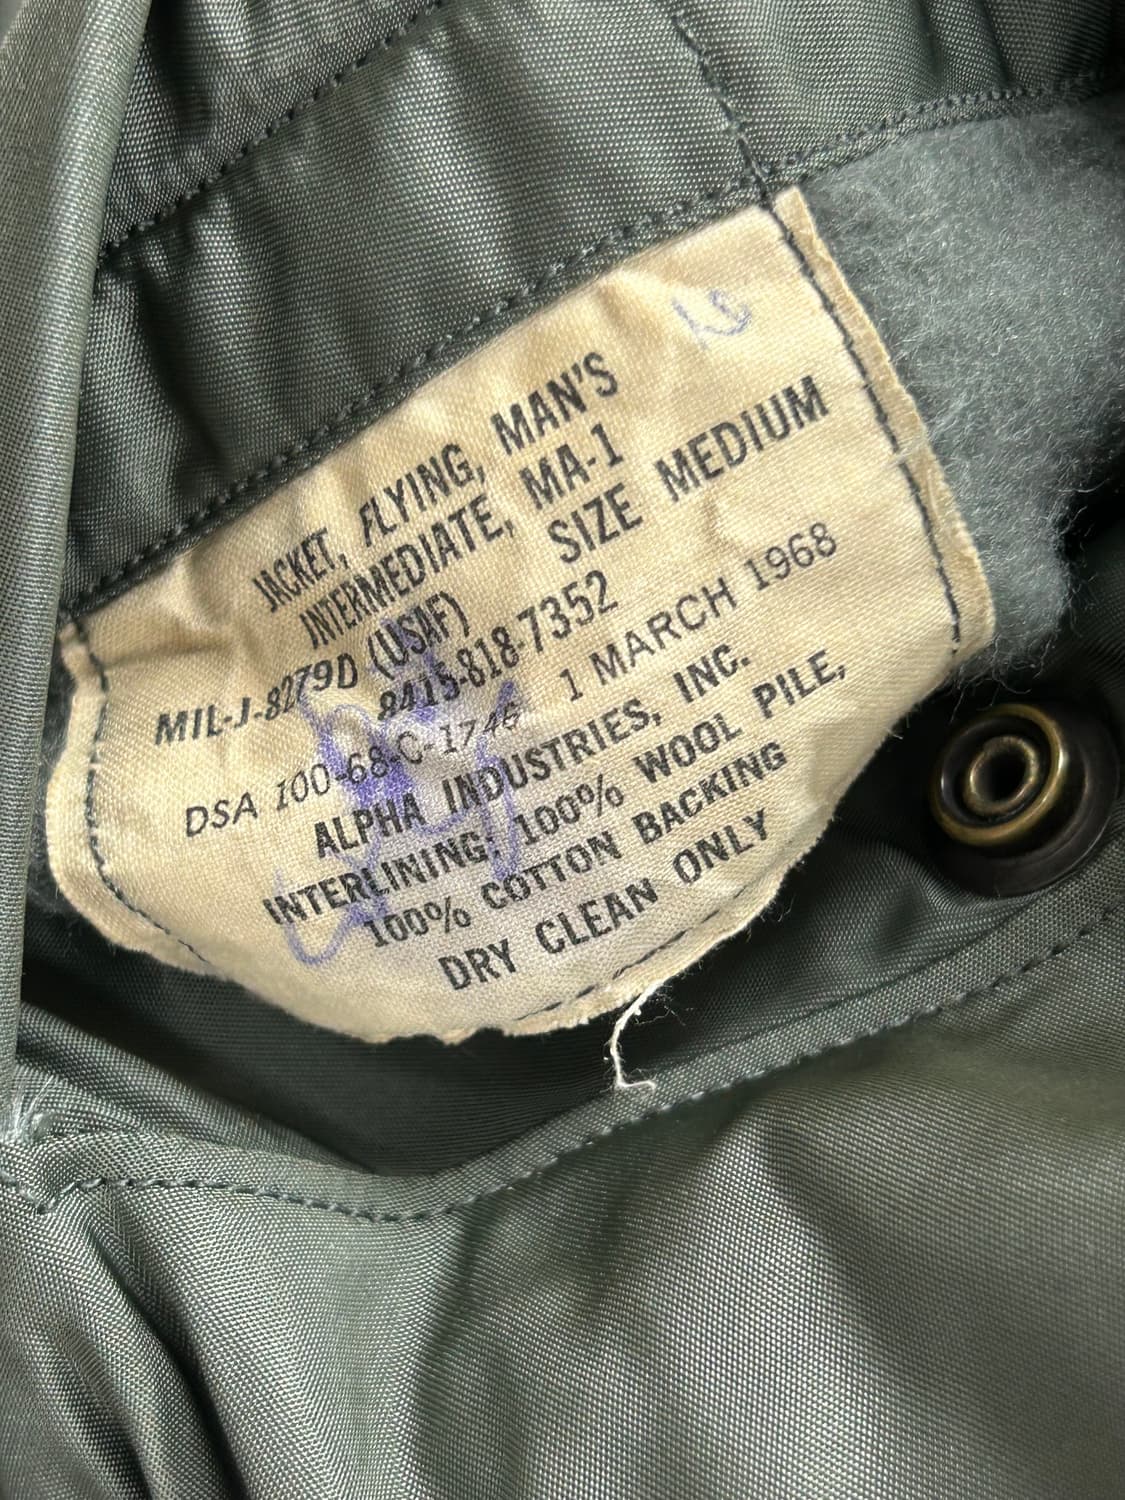 JACKET, FLYING, MAN'S
INTERMEDIATE, MA-1
SIZE MEDIUM
MIL-J-8279D (USAF)
8415-818-7352
DSA 100-68-C-1746 1 MARCH 1968
ALPHA INDUSTRIES, INC.
INTERLINING: 100% WOOL PILE,
100% COTTON BACKING
DRY CLEAN ONLY